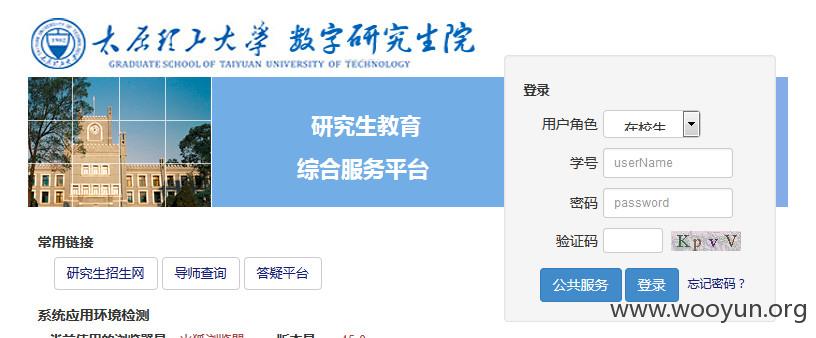 太原理工大学 数字研究生院
GRADUATE SCHOOL OF TAIYUAN UNIVERSITY OF TECHNOLOGY
研究生教育
综合服务平台
登录
用户角色 在校生
学号 userName
密码 password
验证码 KpvV
公共服务 登录 忘记密码？
常用链接
研究生招生网 导师查询 答疑平台
系统应用环境检测
www.wooyun.org